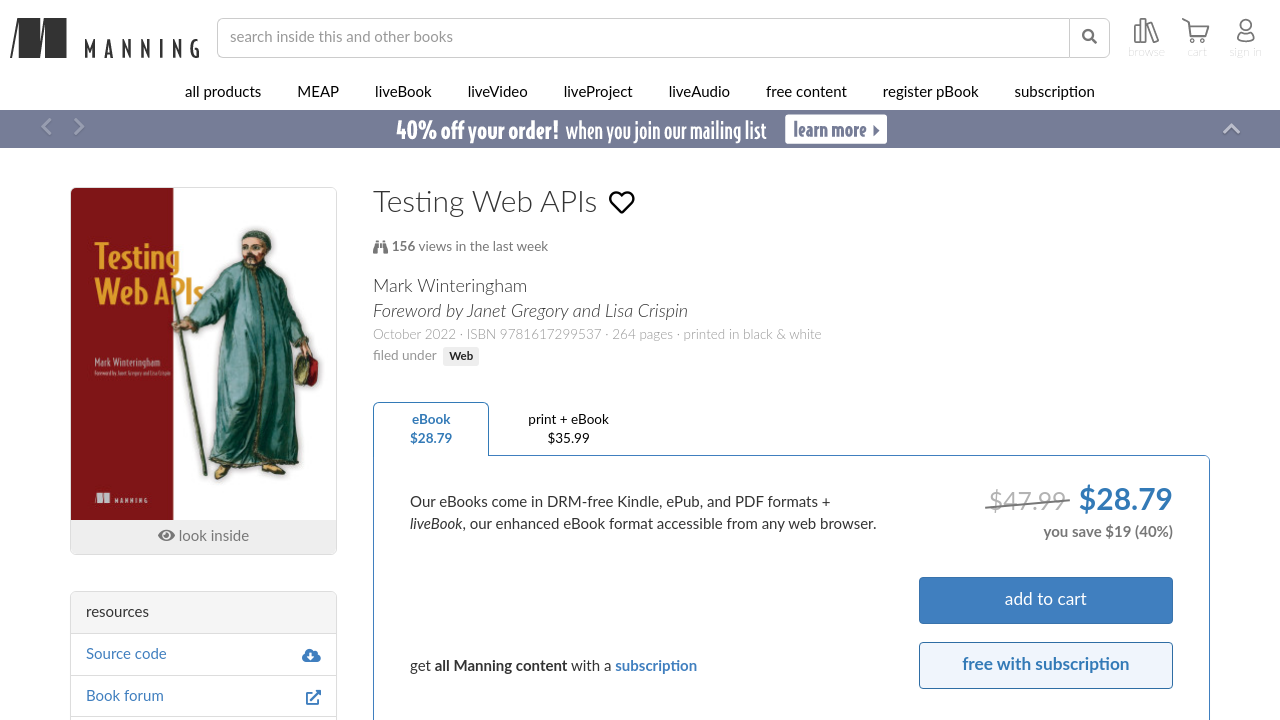 MANNING
search inside this and other books
browse
cart
sign in
all products
MEAP
liveBook
liveVideo
liveProject
liveAudio
free content
register pBook
subscription
40% off your order! when you join our mailing list
learn more
Testing
Web APIs
Mark Winteringham
Foreword by Janet Gregory and Lisa Crispin
MANNING
look inside
resources
Source code
Book forum
Testing Web APIs
156 views in the last week
Mark Winteringham
Foreword by Janet Gregory and Lisa Crispin
October 2022 · ISBN 9781617299537 · 264 pages · printed in black & white
filed under Web
eBook
$28.79
print + eBook
$35.99
Our eBooks come in DRM-free Kindle, ePub, and PDF formats +
liveBook, our enhanced eBook format accessible from any web browser.
$47.99 $28.79
you save $19 (40%)
add to cart
get all Manning content with a subscription
free with subscription